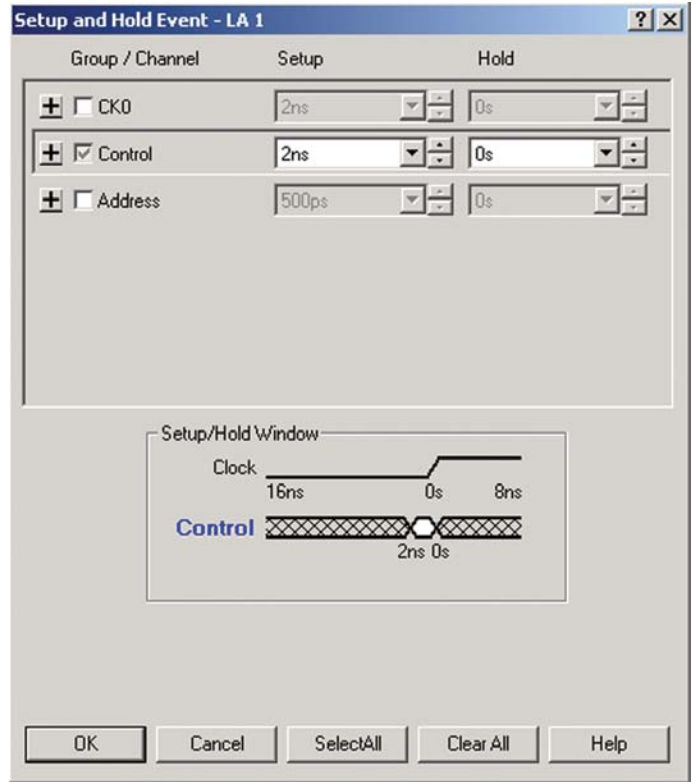 Setup and Hold Event - LA 1 ? X
Group / Channel Setup Hold
+ CK0 2ns 0s
+ Control 2ns 0s
+ Address 500ps 0s
Setup/Hold Window
Clock
16ns 0s 8ns
Control
2ns 0s
OK Cancel SelectAll Clear All Help